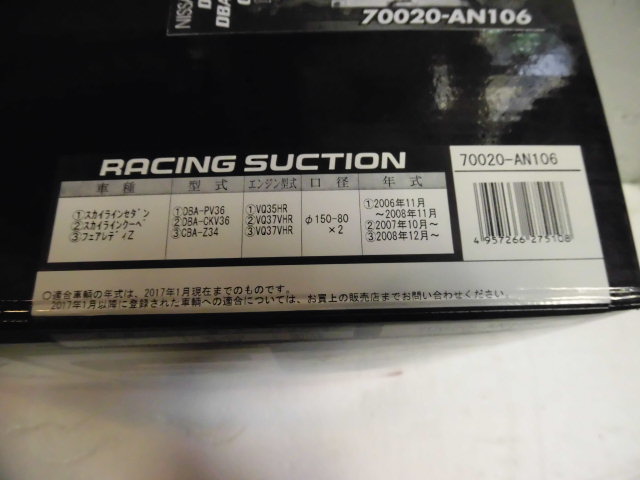 NISSA
DBA
70020-AN106
RACING SUCTION
70020-AN106
車種 型式 エンジン型式 口径 年式
①スカイラインセダン ①DBA-PV36 ①VQ35HR φ150-80 ①2006年11月
～2008年11月
②スカイラインクーペ ②DBA-CKV36 ②VQ37VHR ×2 ②2007年10月～
③フェアレディZ ③CBA-Z34 ③VQ37VHR ③2008年12月～
4 957266 275108
○適合車輌の年式は、2017年1月現在までのものです。
2017年1月以降に登録された車輌への適合については、お買上の販売店までお問い合わせください。